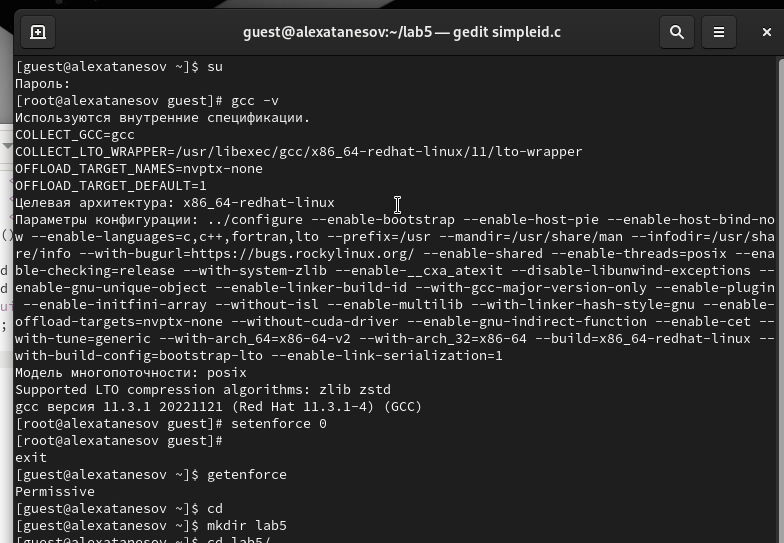 guest@alexatanesov:~/lab5 — gedit simpleid.c
[guest@alexatanesov ~]$ su
Пароль:
[root@alexatanesov guest]# gcc -v
Используются внутренние спецификации.
COLLECT_GCC=gcc
COLLECT_LTO_WRAPPER=/usr/libexec/gcc/x86_64-redhat-linux/11/lto-wrapper
OFFLOAD_TARGET_NAMES=nvptx-none
OFFLOAD_TARGET_DEFAULT=1
Целевая архитектура: x86_64-redhat-linux
Параметры конфигурации: ../configure --enable-bootstrap --enable-host-pie --enable-host-bind-no
w --enable-languages=c,c++,fortran,lto --prefix=/usr --mandir=/usr/share/man --infodir=/usr/sha
re/info --with-bugurl=https://bugs.rockylinux.org/ --enable-shared --enable-threads=posix --ena
ble-checking=release --with-system-zlib --enable-__cxa_atexit --disable-libunwind-exceptions --
enable-gnu-unique-object --enable-linker-build-id --with-gcc-major-version-only --enable-plugin
--enable-initfini-array --without-isl --enable-multilib --with-linker-hash-style=gnu --enable-
offload-targets=nvptx-none --without-cuda-driver --enable-gnu-indirect-function --enable-cet --
with-tune=generic --with-arch_64=x86-64-v2 --with-arch_32=x86-64 --build=x86_64-redhat-linux --
with-build-config=bootstrap-lto --enable-link-serialization=1
Модель многопоточности: posix
Supported LTO compression algorithms: zlib zstd
gcc версия 11.3.1 20221121 (Red Hat 11.3.1-4) (GCC)
[root@alexatanesov guest]# setenforce 0
[root@alexatanesov guest]#
exit
[guest@alexatanesov ~]$ getenforce
Permissive
[guest@alexatanesov ~]$ cd
[guest@alexatanesov ~]$ mkdir lab5
[guest@alexatanesov ~]$ cd lab5/